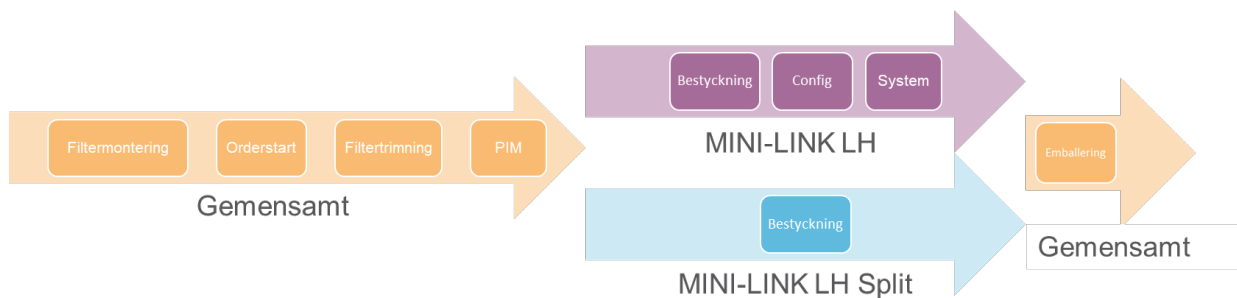 Filtermontering
Orderstart
Filtertrimning
PIM
Gemensamt
Bestyckning
Config
System
MINI-LINK LH
Bestyckning
MINI-LINK LH Split
Emballering
Gemensamt